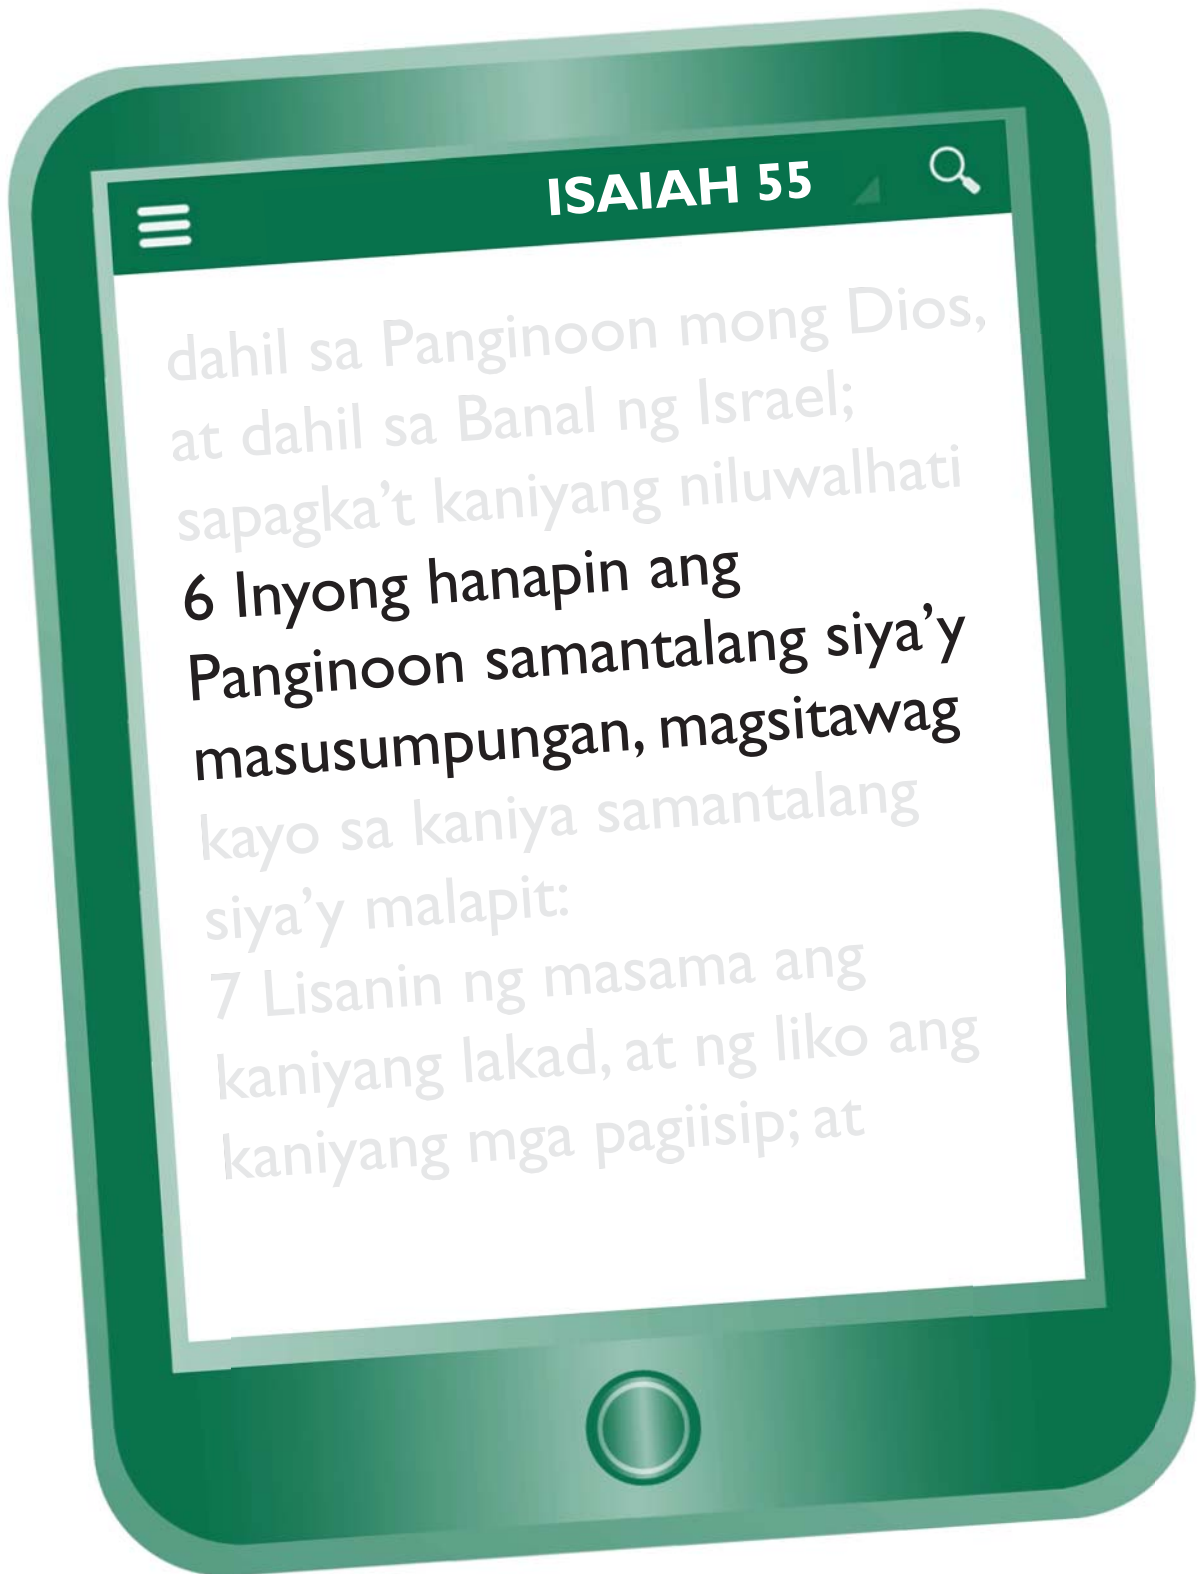 ISAIAH 55
dahil sa Panginoon mong Dios,
at dahil sa Banal ng Israel;
sapagka’t kaniyang niluwalhati
6 Inyong hanapin ang
Panginoon samantalang siya’y
masusumpungan, magsitawag
kayo sa kaniya samantalang
siya’y malapit:
7 Lisanin ng masama ang
kaniyang lakad, at ng liko ang
kaniyang mga pagiisip; at